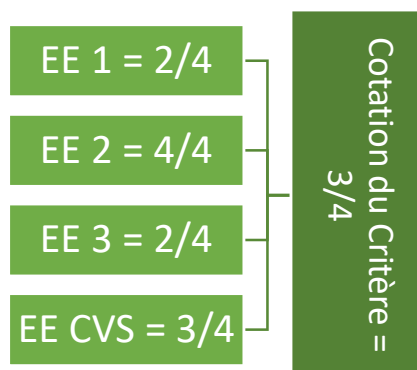 EE 1 = 2/4
EE 2 = 4/4
EE 3 = 2/4
EE CVS = 3/4
Cotation du Critère =
3/4